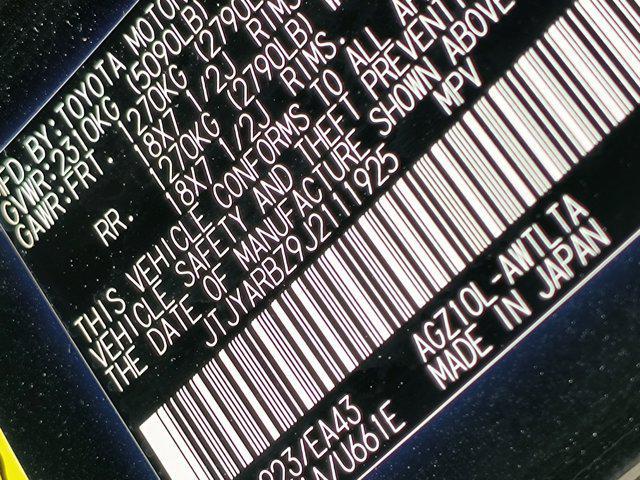 MFD.BY:TOYOTA MOTOR
GVWR:2310KG (5090LB)
GAWR:FRT. 1270KG (2790LB)
18X7 1/2J RIMS
RR. 1270KG (2790LB)
18X7 1/2J RIMS.
THIS VEHICLE CONFORMS TO ALL
VEHICLE SAFETY AND THEFT PREVENTI
THE DATE OF MANUFACTURE SHOWN ABOVE
JTJYARBZ9J2111925 MPV
223/EA43 AGZ10L-AWTLTA
/U661E MADE IN JAPAN